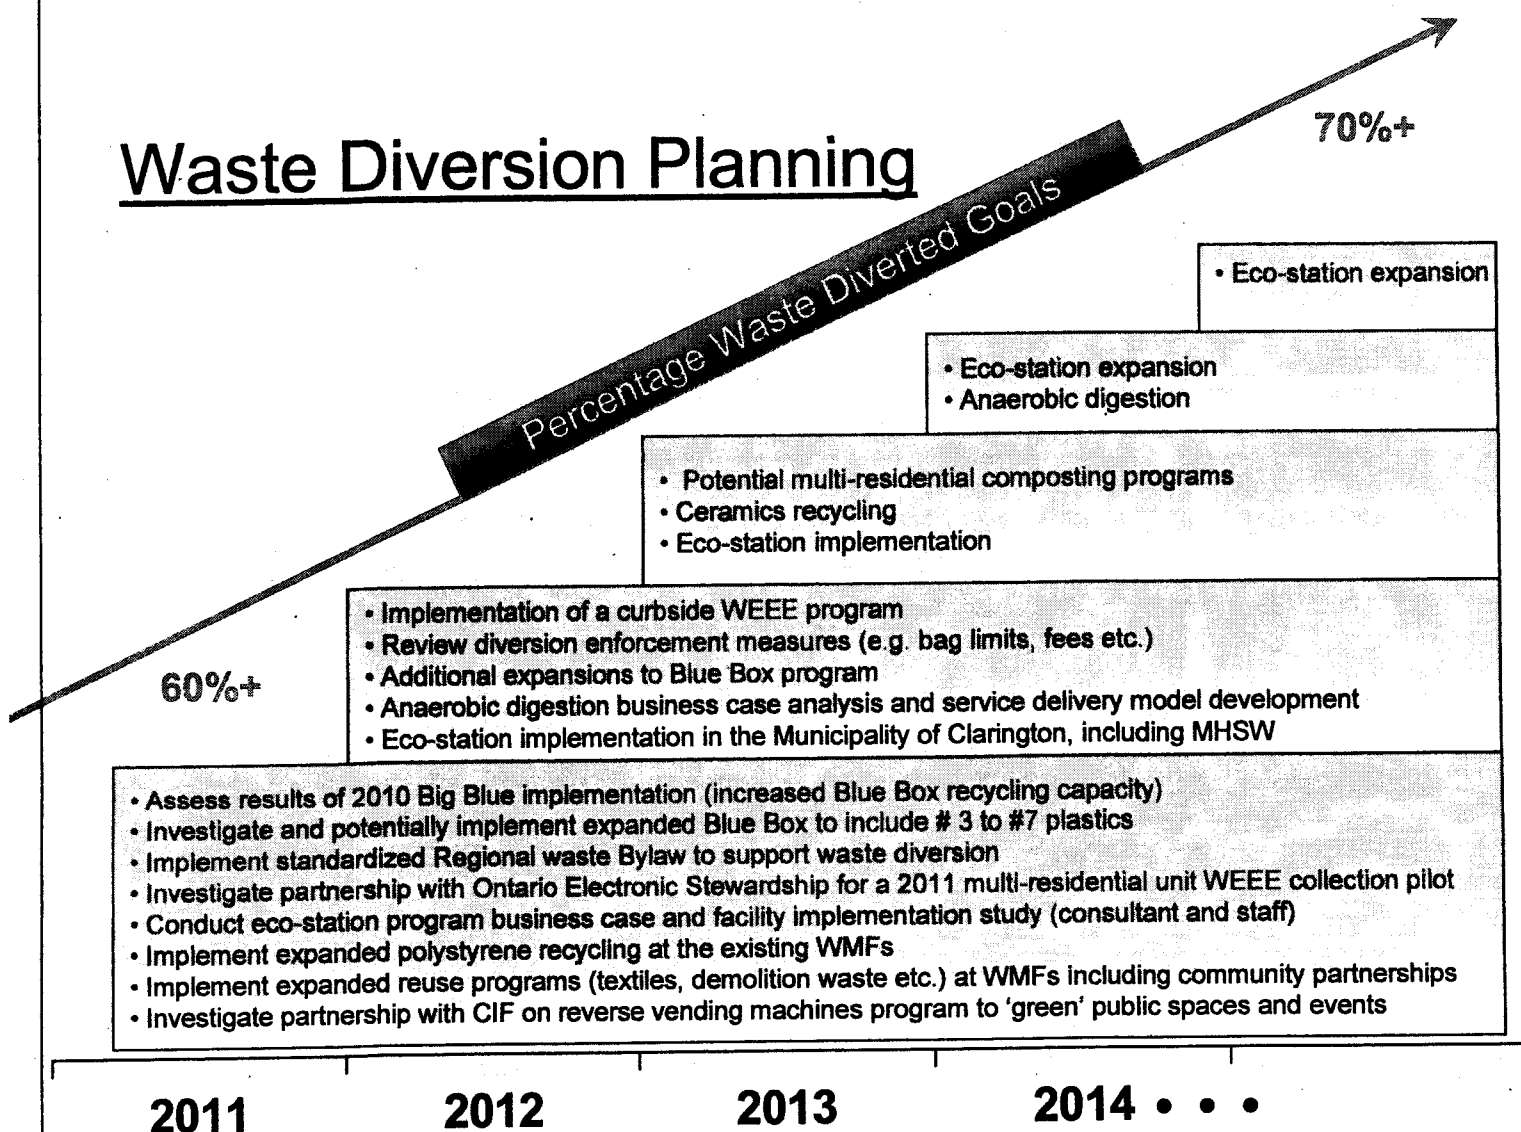 Waste Diversion Planning
70%+
Percentage Waste Diverted Goals
60%+
• Eco-station expansion
• Eco-station expansion
• Anaerobic digestion
• Potential multi-residential composting programs
• Ceramics recycling
• Eco-station implementation
• Implementation of a curbside WEEE program
• Review diversion enforcement measures (e.g. bag limits, fees etc.)
• Additional expansions to Blue Box program
• Anaerobic digestion business case analysis and service delivery model development
• Eco-station implementation in the Municipality of Clarington, including MHSW
• Assess results of 2010 Big Blue implementation (increased Blue Box recycling capacity)
• Investigate and potentially implement expanded Blue Box to include # 3 to #7 plastics
• Implement standardized Regional waste Bylaw to support waste diversion
• Investigate partnership with Ontario Electronic Stewardship for a 2011 multi-residential unit WEEE collection pilot
• Conduct eco-station program business case and facility implementation study (consultant and staff)
• Implement expanded polystyrene recycling at the existing WMFs
• Implement expanded reuse programs (textiles, demolition waste etc.) at WMFs including community partnerships
• Investigate partnership with CIF on reverse vending machines program to ‘green’ public spaces and events
2011 2012 2013 2014 • • •